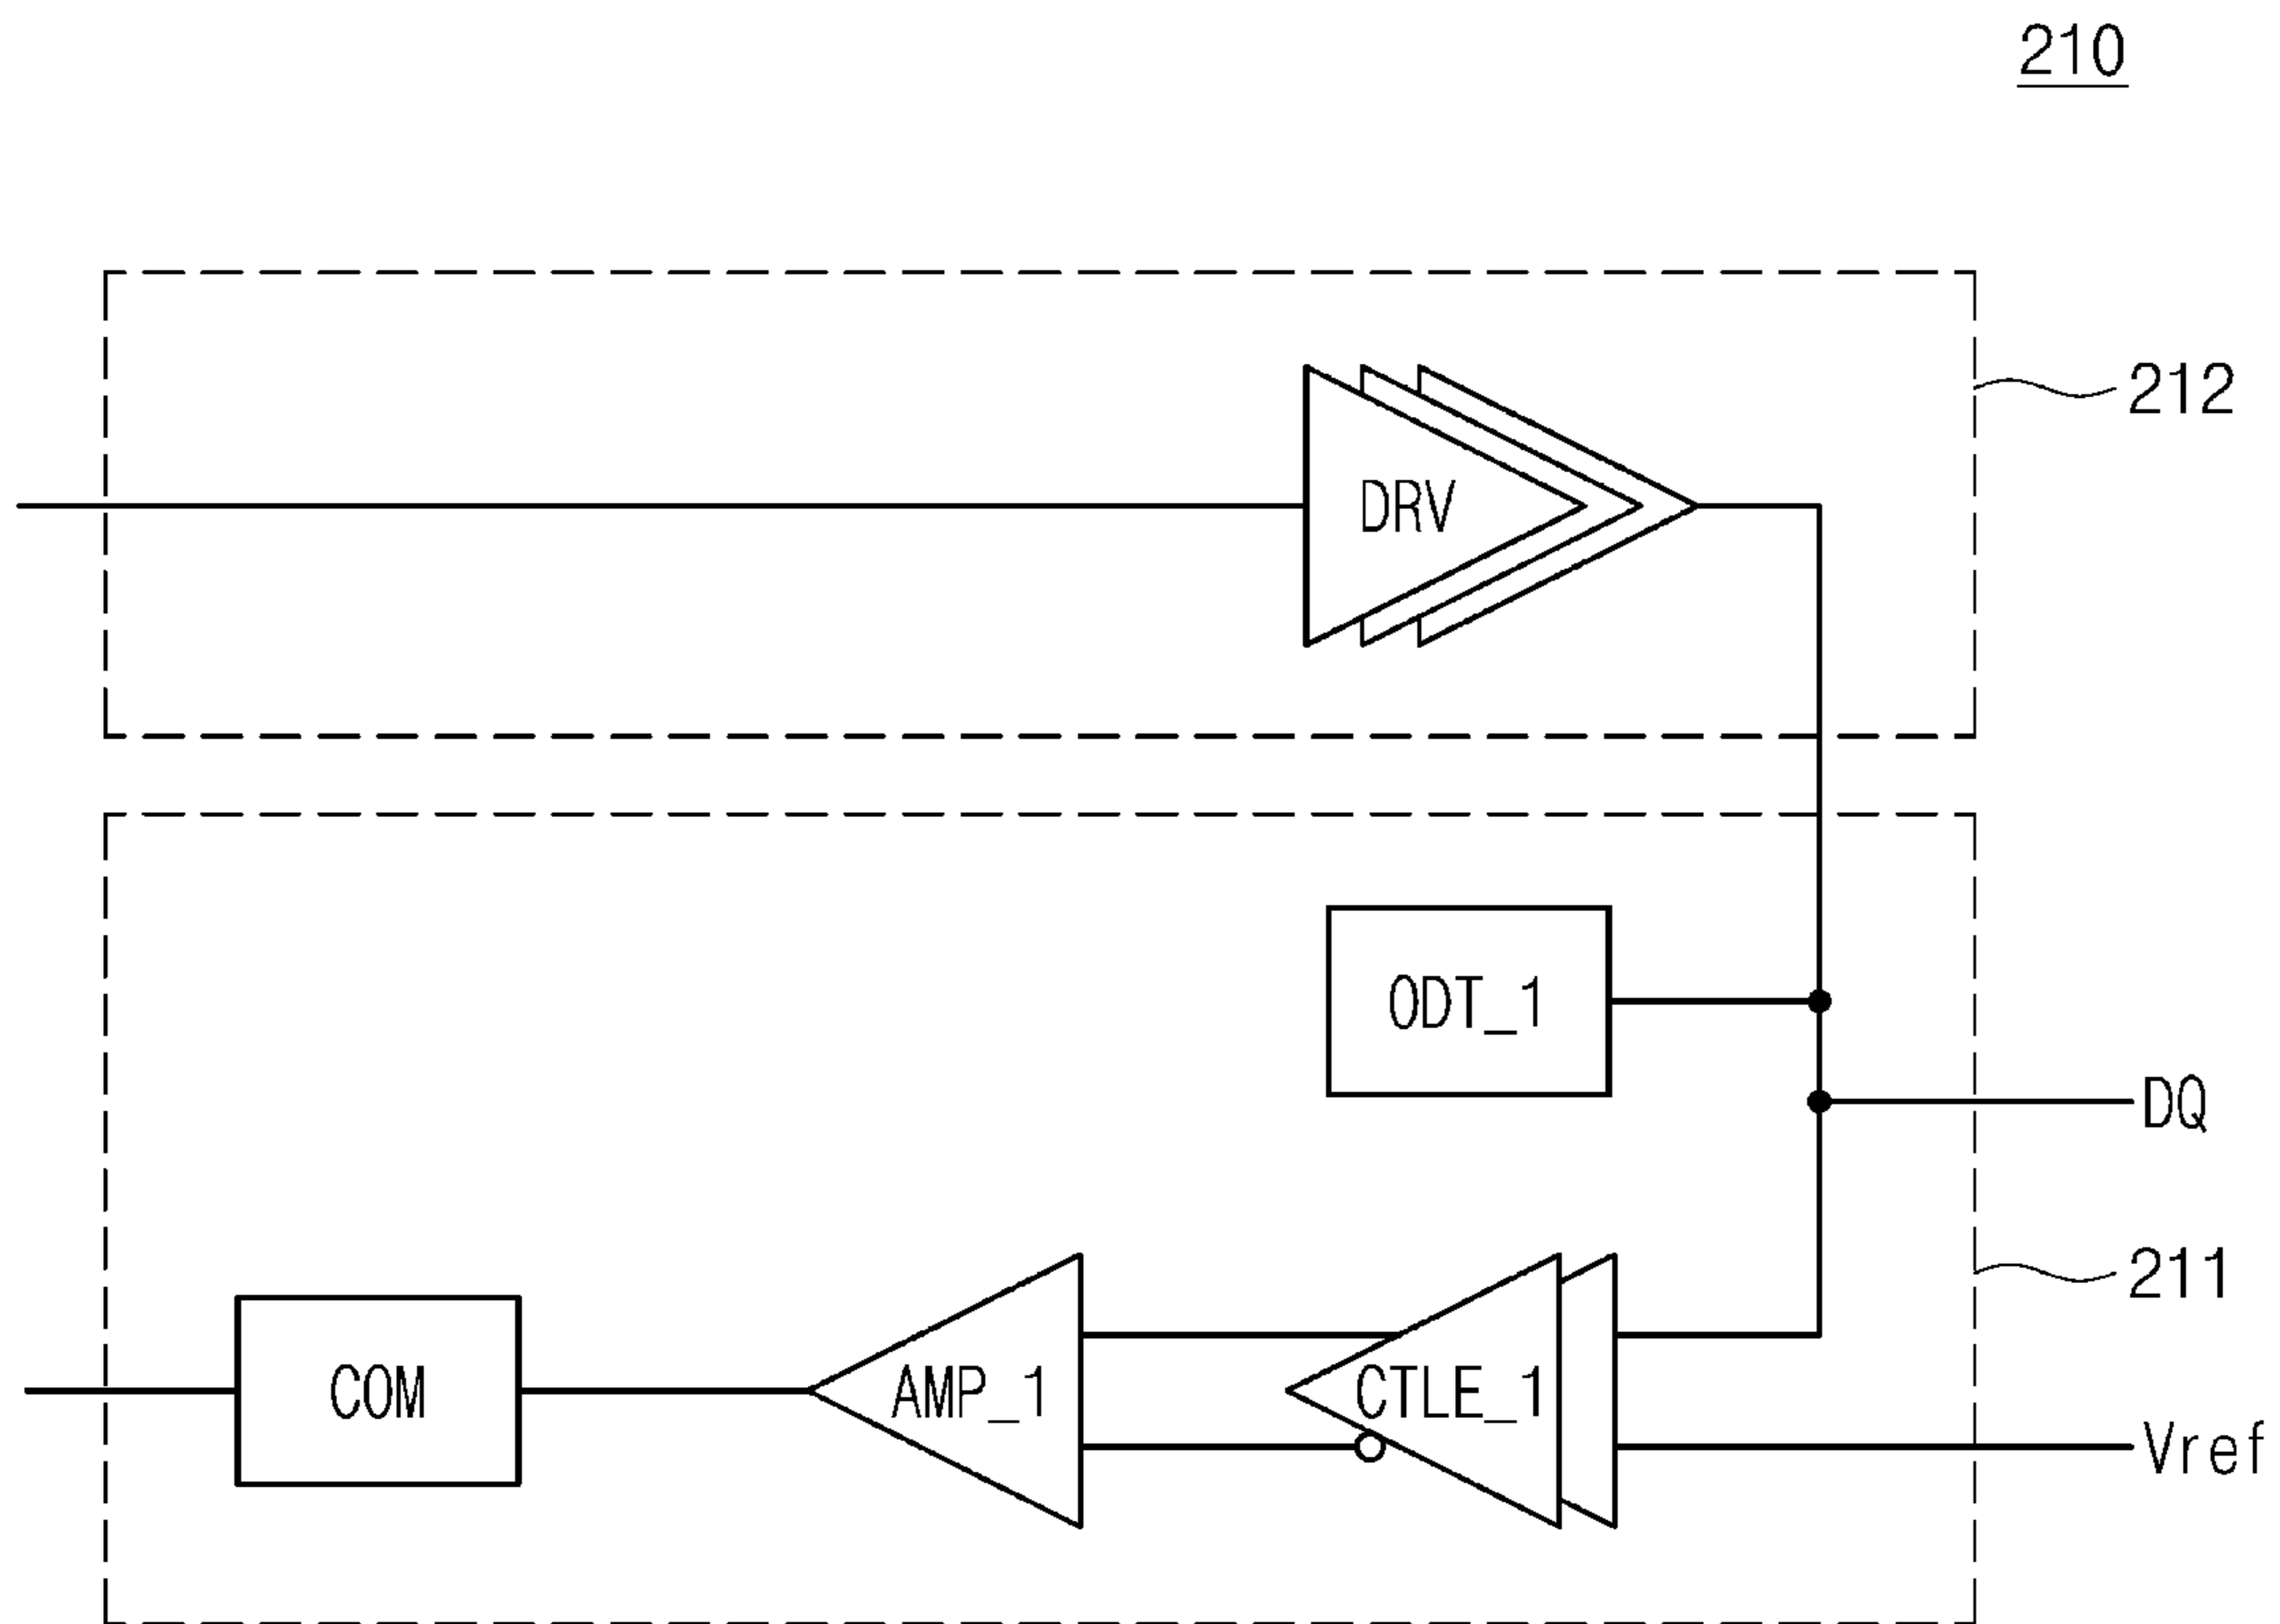 210
212
DRV
ODT_1
DQ
211
COM
AMP_1
CTLE_1
Vref